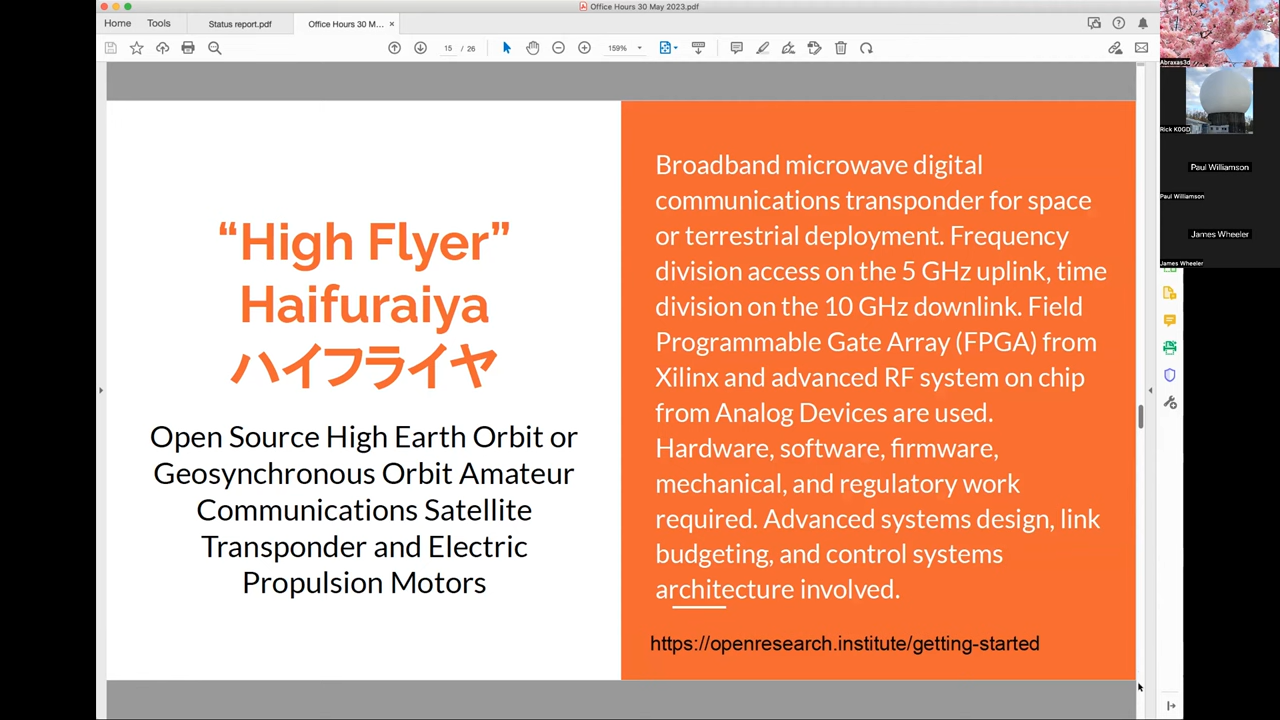 Office Hours 30 May 2023.pdf
Home
Tools
Status report.pdf
Office Hours 30 M...
15 / 26
159%
“High Flyer”
Haifuraiya
ハイフライヤ
Open Source High Earth Orbit or
Geosynchronous Orbit Amateur
Communications Satellite
Transponder and Electric
Propulsion Motors
Broadband microwave digital
communications transponder for space
or terrestrial deployment. Frequency
division access on the 5 GHz uplink, time
division on the 10 GHz downlink. Field
Programmable Gate Array (FPGA) from
Xilinx and advanced RF system on chip
from Analog Devices are used.
Hardware, software, firmware,
mechanical, and regulatory work
required. Advanced systems design, link
budgeting, and control systems
architecture involved.
https://openresearch.institute/getting-started
Abraxas3d
Rick K0GD
Paul Williamson
Paul Williamson
James Wheeler
James Wheeler